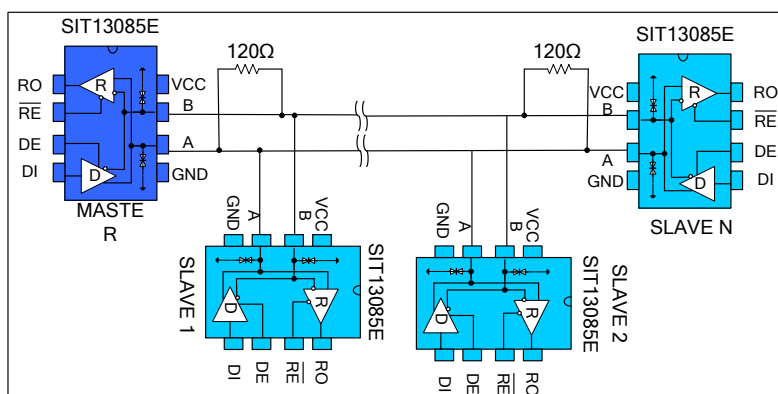 SIT13085E
SIT13085E
120Ω
120Ω
RO
R
VCC
VCC
R
RO
RE
B
B
RE
DE
A
A
DE
DI
D
GND
GND
D
DI
MASTE
R
SLAVE N
GND
A
B
VCC
GND
A
B
VCC
SLAVE 1
D
R
SIT13085E
D
R
SIT13085E
SLAVE 2
DI
DE
RE
RO
DI
DE
RE
RO